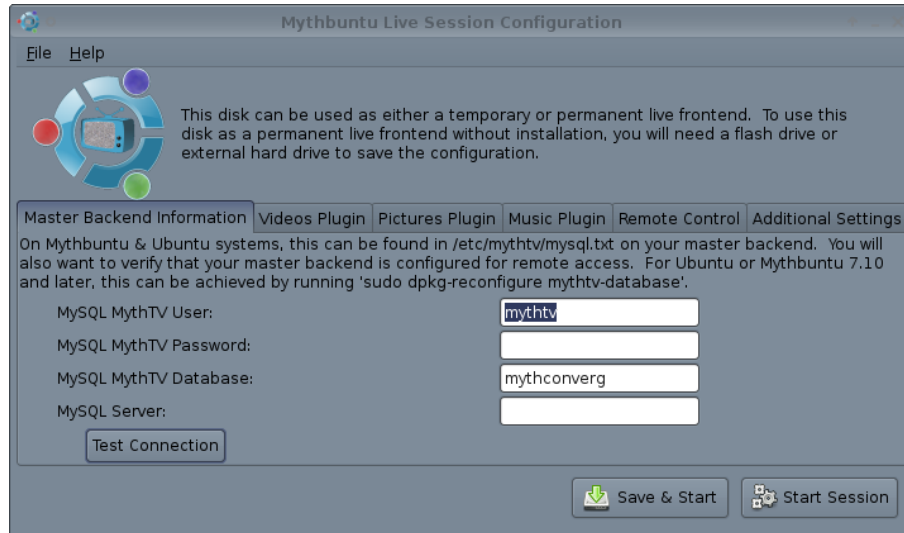 Mythbuntu Live Session Configuration
File Help
This disk can be used as either a temporary or permanent live frontend. To use this
disk as a permanent live frontend without installation, you will need a flash drive or
external hard drive to save the configuration.
Master Backend Information Videos Plugin Pictures Plugin Music Plugin Remote Control Additional Settings
On Mythbuntu & Ubuntu systems, this can be found in /etc/mythtv/mysql.txt on your master backend. You will
also want to verify that your master backend is configured for remote access. For Ubuntu or Mythbuntu 7.10
and later, this can be achieved by running 'sudo dpkg-reconfigure mythtv-database'.
MySQL MythTV User: mythtv
MySQL MythTV Password:
MySQL MythTV Database: mythconverg
MySQL Server:
Test Connection
Save & Start Start Session